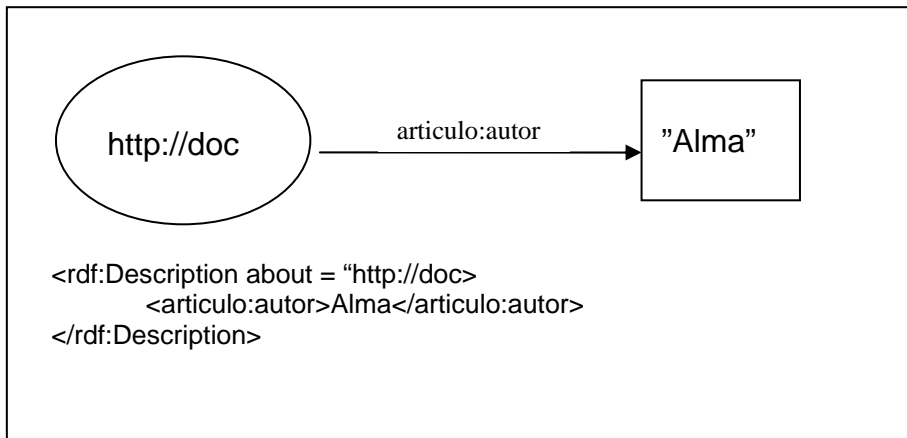 http://doc
articulo:autor
”Alma”
<rdf:Description about = “http://doc>
<articulo:autor>Alma</articulo:autor>
</rdf:Description>